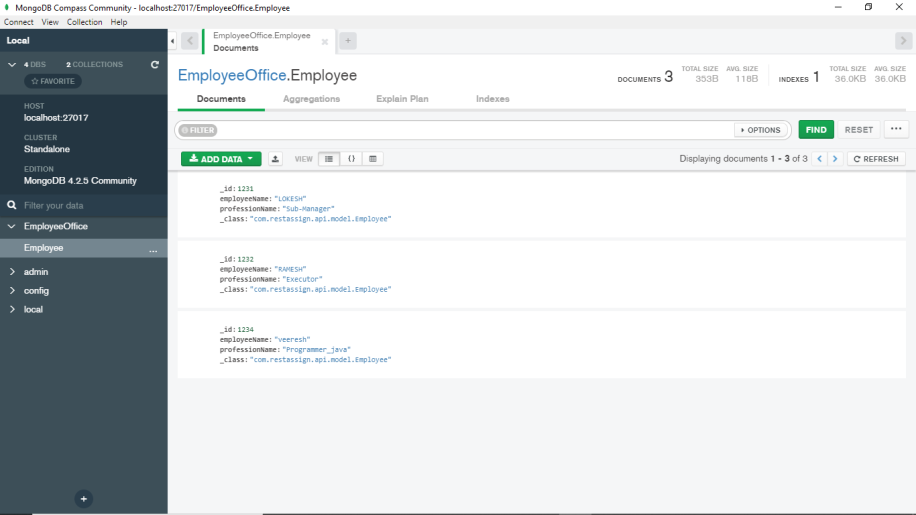 MongoDB Compass Community - localhost:27017/EmployeeOffice.Employee
Connect View Collection Help
Local
4 DBS 2 COLLECTIONS
FAVORITE
HOST
localhost:27017
CLUSTER
Standalone
EDITION
MongoDB 4.2.5 Community
Filter your data
EmployeeOffice
Employee ...
admin
config
local
+
EmployeeOffice.Employee
Documents
+
EmployeeOffice.Employee
DOCUMENTS 3 TOTAL SIZE 353B AVG. SIZE 118B INDEXES 1 TOTAL SIZE 36.0KB AVG. SIZE 36.0KB
Documents Aggregations Explain Plan Indexes
FILTER OPTIONS FIND RESET ...
ADD DATA VIEW {} Displaying documents 1 - 3 of 3 < > REFRESH
_id: 1231
employeeName: "LOKESH"
professionName: "Sub-Manager"
_class: "com.restassign.api.model.Employee"
_id: 1232
employeeName: "RAMESH"
professionName: "Executor"
_class: "com.restassign.api.model.Employee"
_id: 1234
employeeName: "veeresh"
professionName: "Programmer_java"
_class: "com.restassign.api.model.Employee"